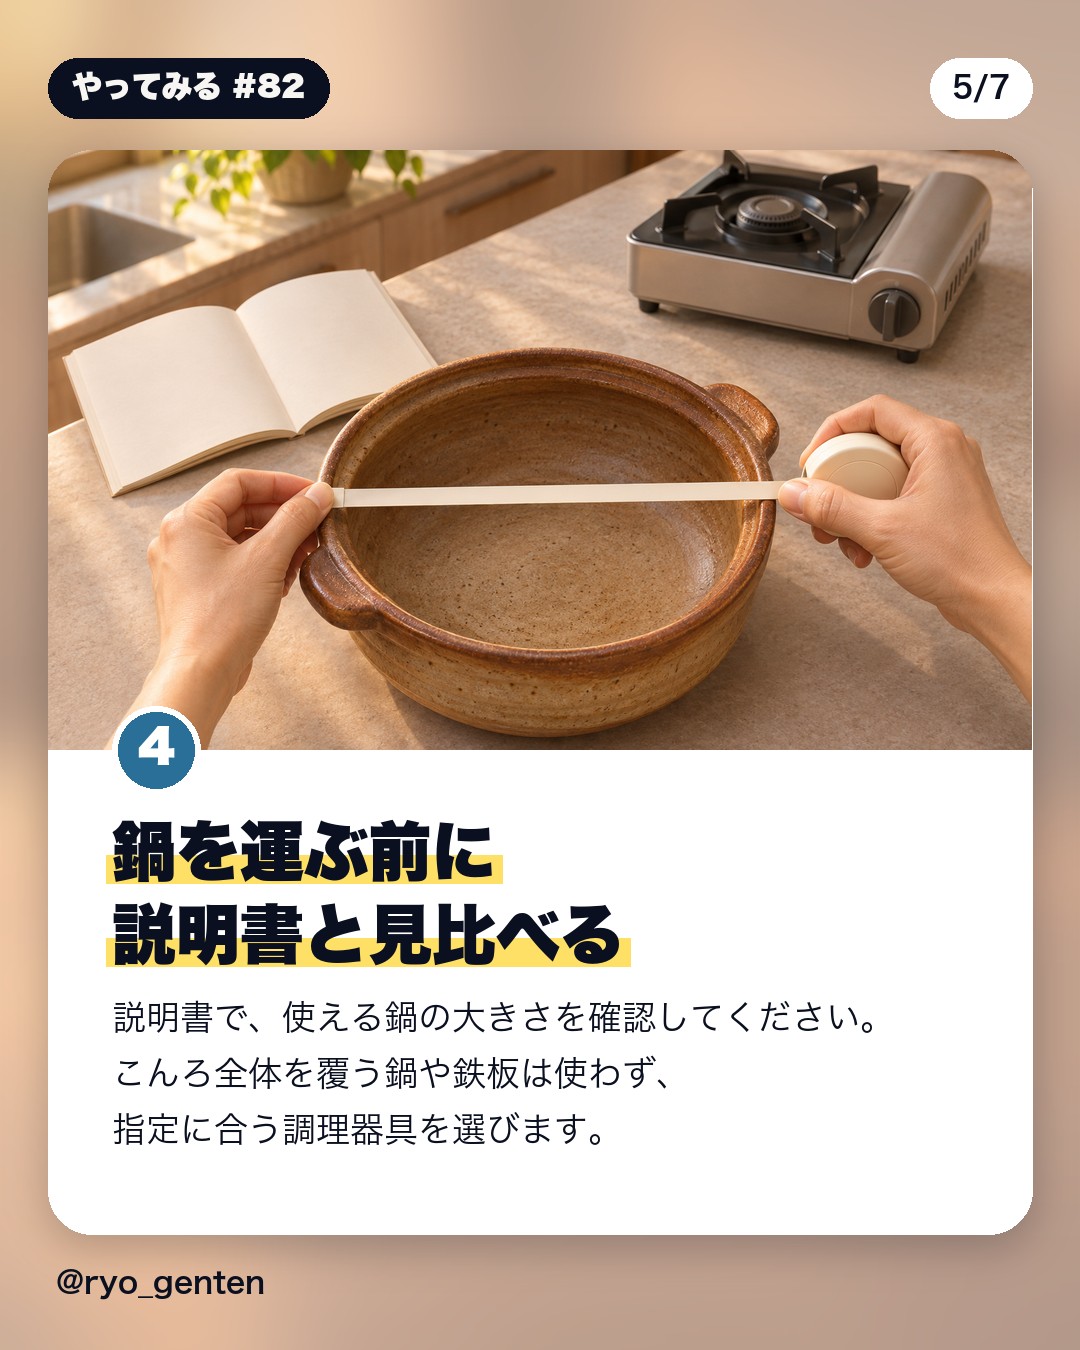 やってみる #82
5/7
4
鍋を運ぶ前に
説明書と見比べる
説明書で、使える鍋の大きさを確認してください。
こんろ全体を覆う鍋や鉄板は使わず、
指定に合う調理器具を選びます。
@ryo_genten